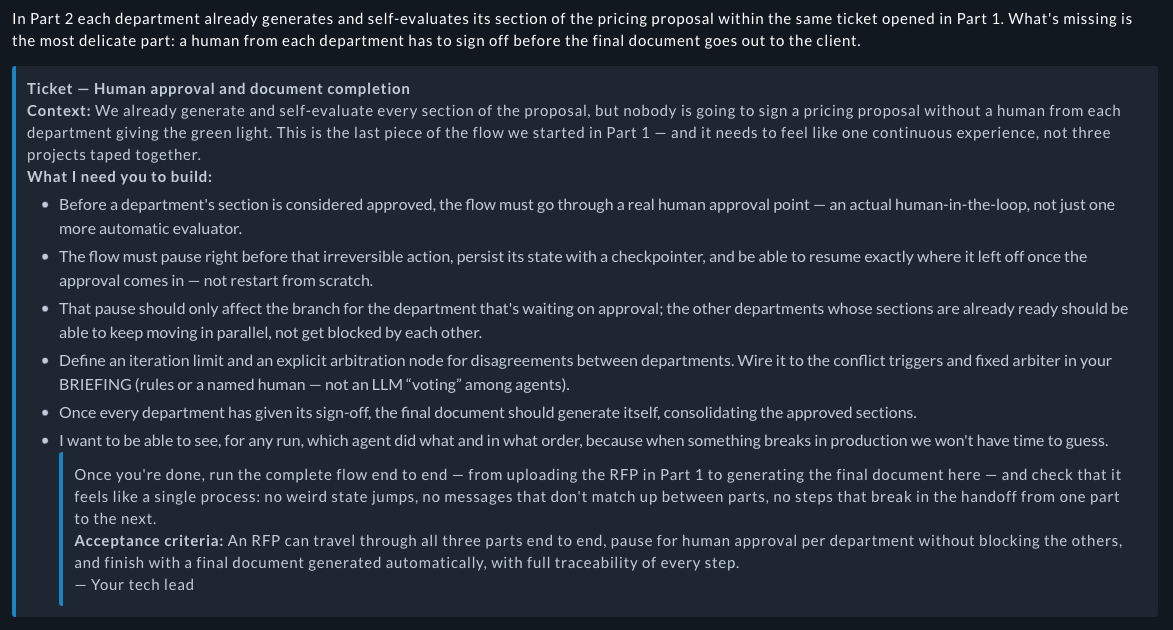 In Part 2 each department already generates and self-evaluates its section of the pricing proposal within the same ticket opened in Part 1. What's missing is
the most delicate part: a human from each department has to sign off before the final document goes out to the client.
Ticket — Human approval and document completion
Context: We already generate and self-evaluate every section of the proposal, but nobody is going to sign a pricing proposal without a human from each
department giving the green light. This is the last piece of the flow we started in Part 1 — and it needs to feel like one continuous experience, not three
projects taped together.
What I need you to build:
• Before a department's section is considered approved, the flow must go through a real human approval point — an actual human-in-the-loop, not just one
more automatic evaluator.
• The flow must pause right before that irreversible action, persist its state with a checkpointer, and be able to resume exactly where it left off once the
approval comes in — not restart from scratch.
• That pause should only affect the branch for the department that's waiting on approval; the other departments whose sections are already ready should be
able to keep moving in parallel, not get blocked by each other.
• Define an iteration limit and an explicit arbitration node for disagreements between departments. Wire it to the conflict triggers and fixed arbiter in your
BRIEFING (rules or a named human — not an LLM “voting” among agents).
• Once every department has given its sign-off, the final document should generate itself, consolidating the approved sections.
• I want to be able to see, for any run, which agent did what and in what order, because when something breaks in production we won't have time to guess.
Once you're done, run the complete flow end to end — from uploading the RFP in Part 1 to generating the final document here — and check that it
feels like a single process: no weird state jumps, no messages that don't match up between parts, no steps that break in the handoff from one part
to the next.
Acceptance criteria: An RFP can travel through all three parts end to end, pause for human approval per department without blocking the others,
and finish with a final document generated automatically, with full traceability of every step.
— Your tech lead